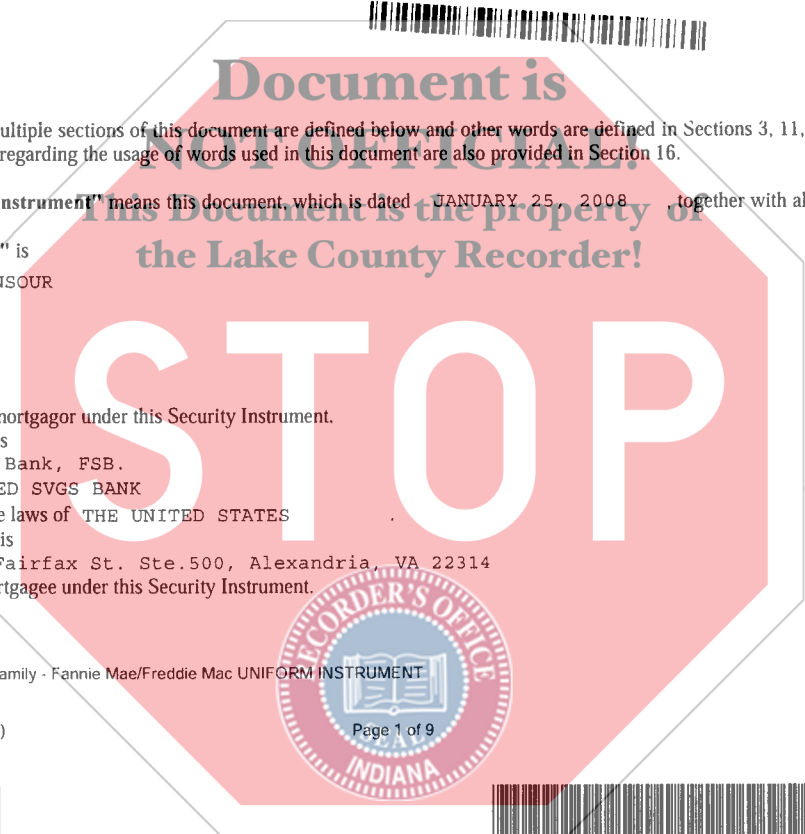 Document is
ultiple sections of this document are defined below and other words are defined in Sections 3, 11,
NOT OFFICIAL!
regarding the usage of words used in this document are also provided in Section 16.
nstrument" means this document, which is dated JANUARY 25, 2008 , together with al
This Document is the property of
" is
the Lake County Recorder!
NSOUR
STOP
mortgagor under this Security Instrument.
s
Bank, FSB.
ED SVGS BANK
e laws of THE UNITED STATES .
is
Fairfax St. Ste.500, Alexandria, VA 22314
rtgagee under this Security Instrument.
RECORDER'S OFFICE
amily - Fannie Mae/Freddie Mac UNIFORM INSTRUMENT
) Page 1 of 9
SEAL
INDIANA